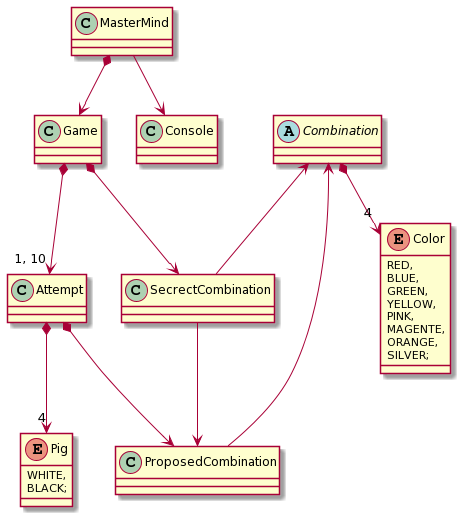 C MasterMind
C Game
C Console
A Combination
4
E Color
RED,
BLUE,
GREEN,
YELLOW,
PINK,
MAGENTE,
ORANGE,
SILVER;
1, 10
C Attempt
C SecrectCombination
4
E Pig
WHITE,
BLACK;
C ProposedCombination